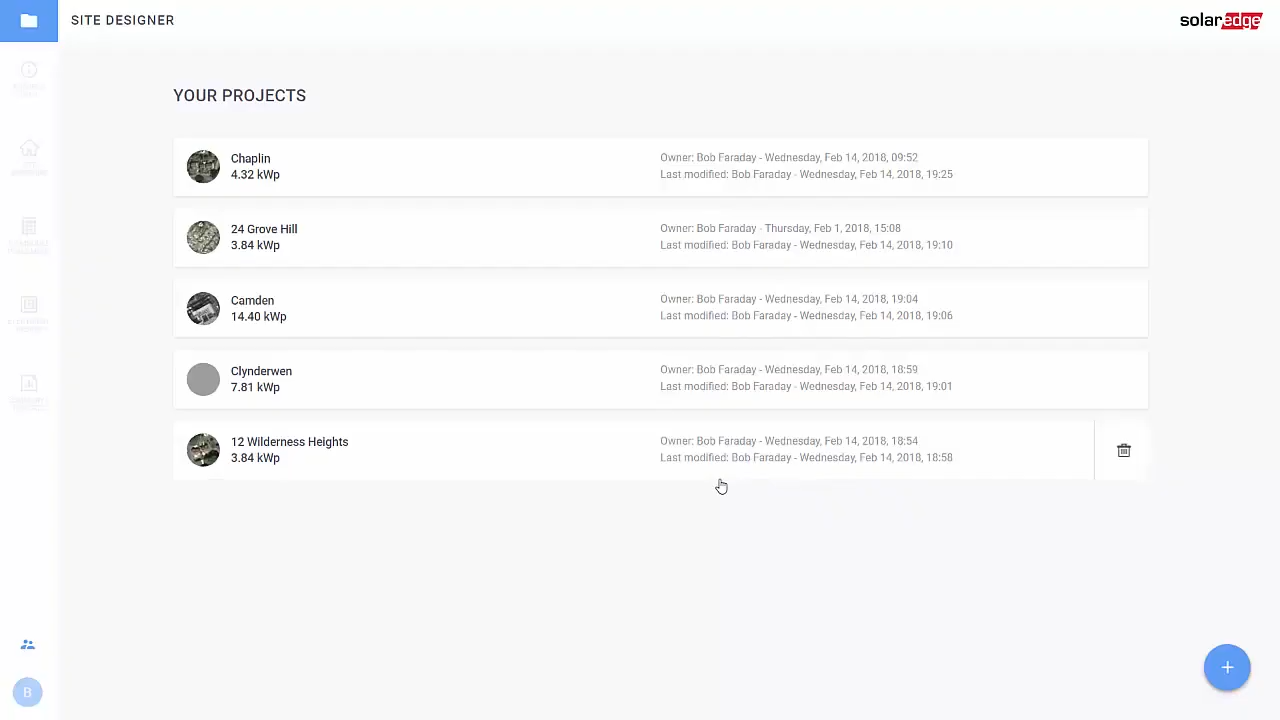 SITE DESIGNER
solaredge
YOUR PROJECTS
Chaplin
4.32 kWp
Owner: Bob Faraday - Wednesday, Feb 14, 2018, 09:52
Last modified: Bob Faraday - Wednesday, Feb 14, 2018, 19:25
24 Grove Hill
3.84 kWp
Owner: Bob Faraday - Thursday, Feb 1, 2018, 15:08
Last modified: Bob Faraday - Wednesday, Feb 14, 2018, 19:10
Camden
14.40 kWp
Owner: Bob Faraday - Wednesday, Feb 14, 2018, 19:04
Last modified: Bob Faraday - Wednesday, Feb 14, 2018, 19:06
Clynderwen
7.81 kWp
Owner: Bob Faraday - Wednesday, Feb 14, 2018, 18:59
Last modified: Bob Faraday - Wednesday, Feb 14, 2018, 19:01
12 Wilderness Heights
3.84 kWp
Owner: Bob Faraday - Wednesday, Feb 14, 2018, 18:54
Last modified: Bob Faraday - Wednesday, Feb 14, 2018, 18:58
B